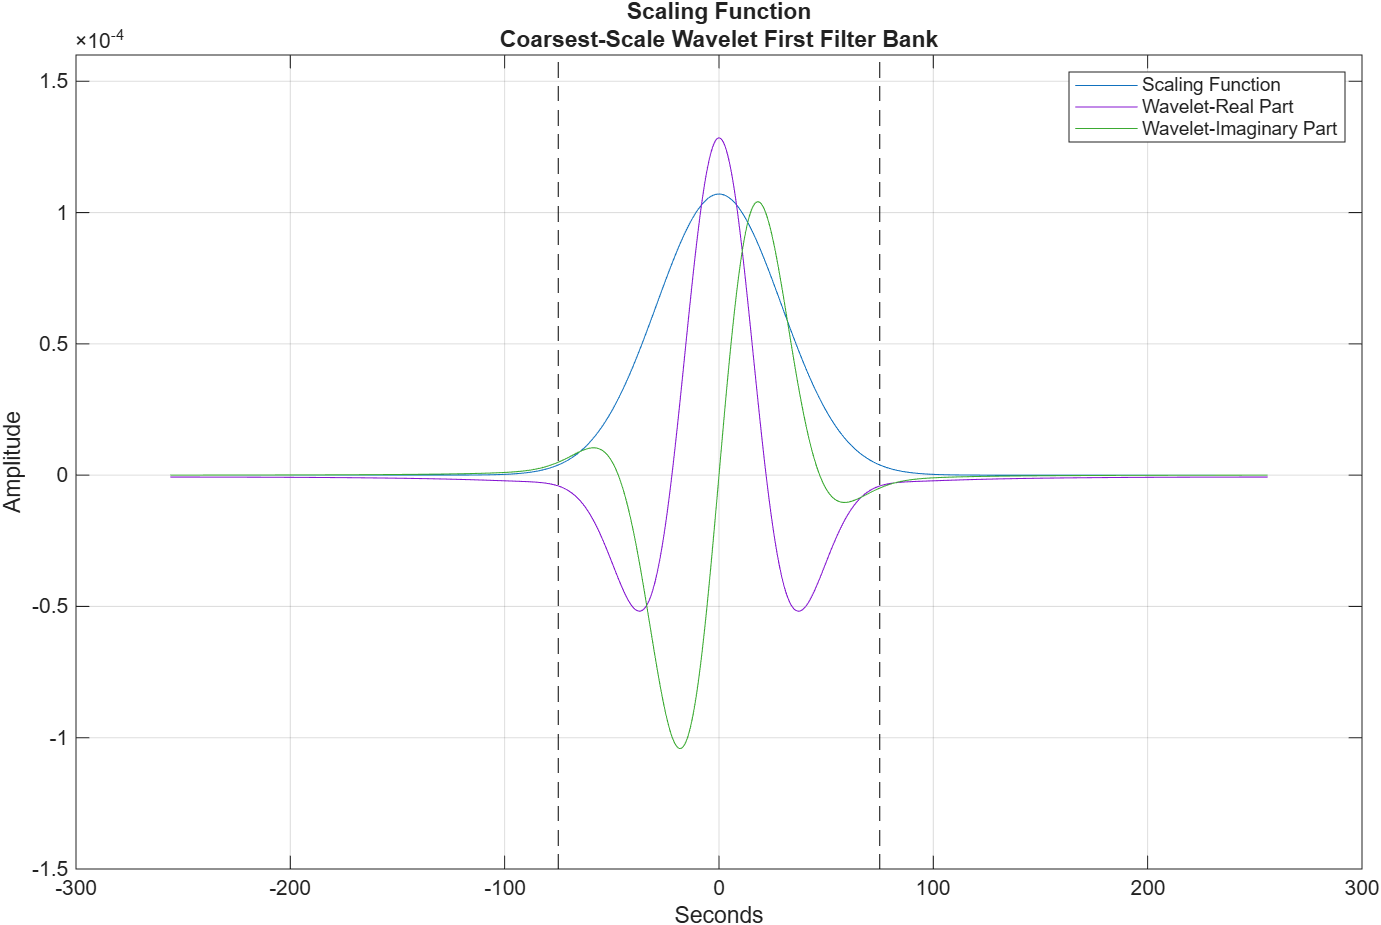 Scaling Function
Coarsest-Scale Wavelet First Filter Bank
×10-4
Scaling Function
Wavelet-Real Part
Wavelet-Imaginary Part
1.5
1
0.5
0
-0.5
-1
-1.5
Amplitude
-300 -200 -100 0 100 200 300
Seconds